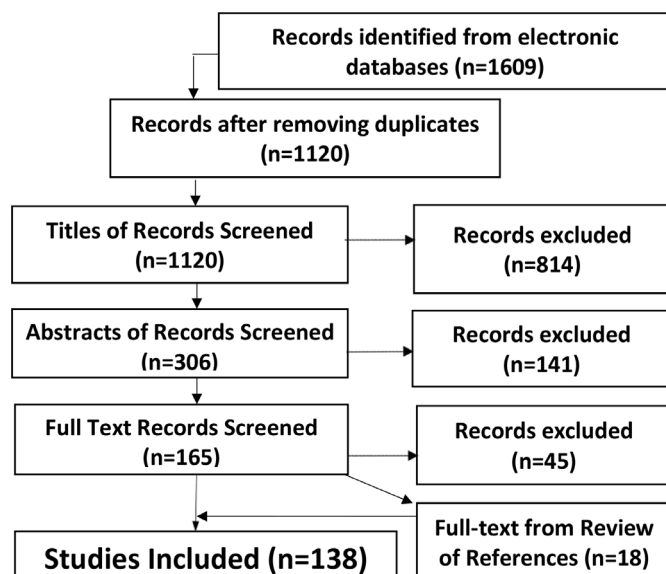 Records identified from electronic
databases (n=1609)
Records after removing duplicates
(n=1120)
Titles of Records Screened
(n=1120)
Records excluded
(n=814)
Abstracts of Records Screened
(n=306)
Records excluded
(n=141)
Full Text Records Screened
(n=165)
Records excluded
(n=45)
Full-text from Review
of References (n=18)
Studies Included (n=138)